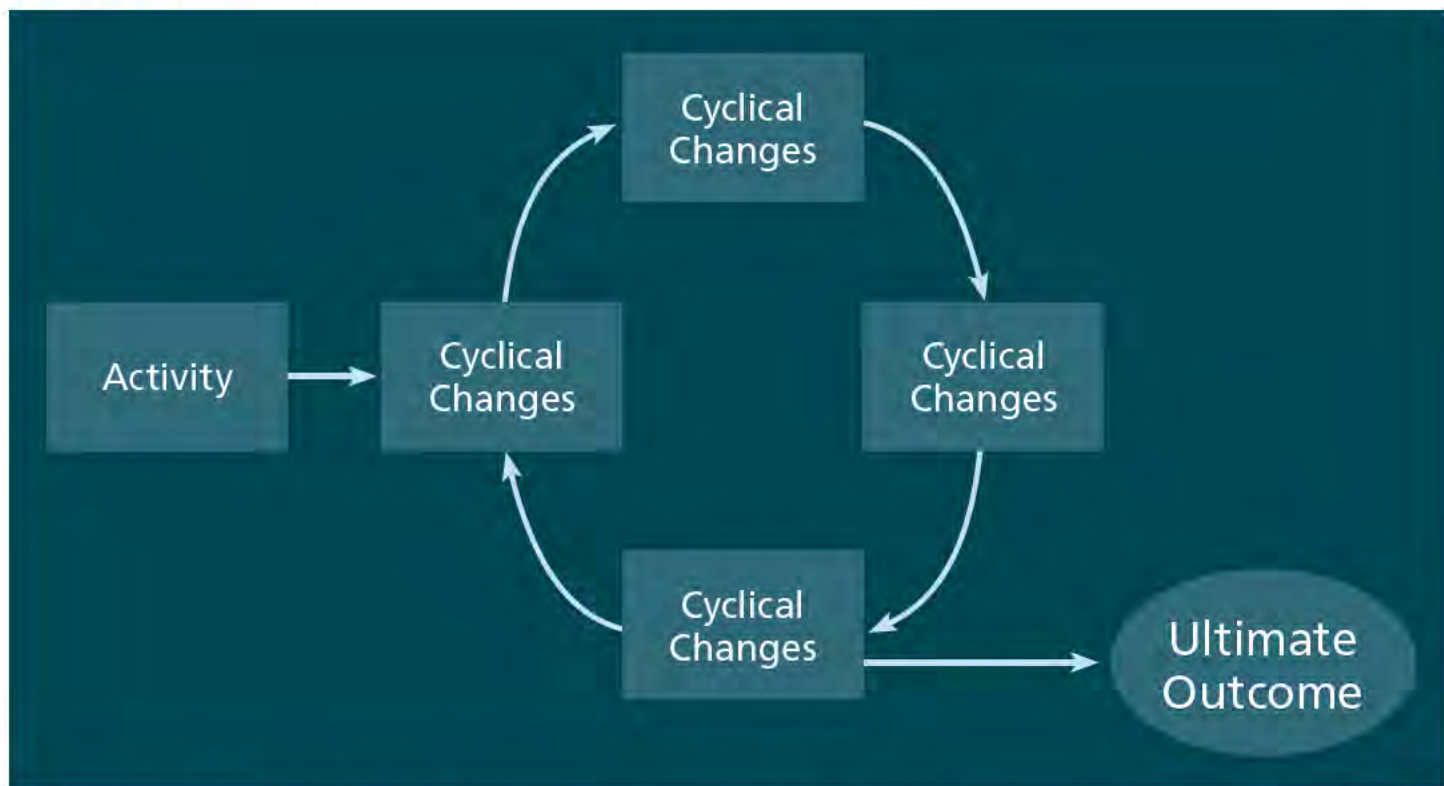 Cyclical
Changes
Activity
Cyclical
Changes
Cyclical
Changes
Cyclical
Changes
Ultimate
Outcome